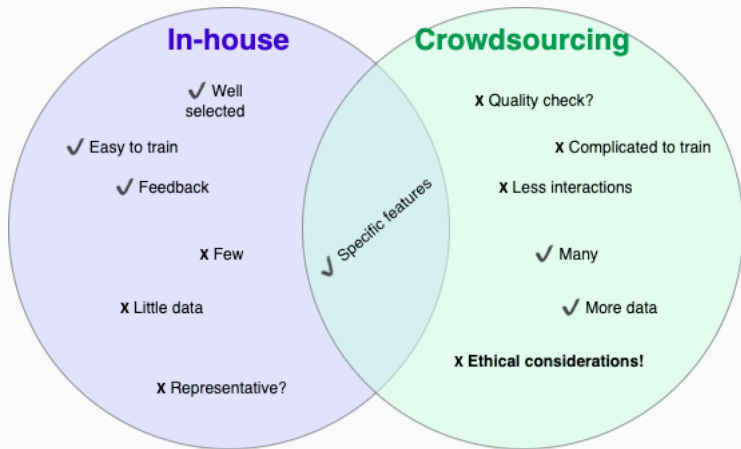 In-house
✓ Well
selected
✓ Easy to train
✓ Feedback
x Few
x Little data
x Representative?
✓ Specific features
Crowdsourcing
x Quality check?
x Complicated to train
x Less interactions
✓ Many
✓ More data
x Ethical considerations!